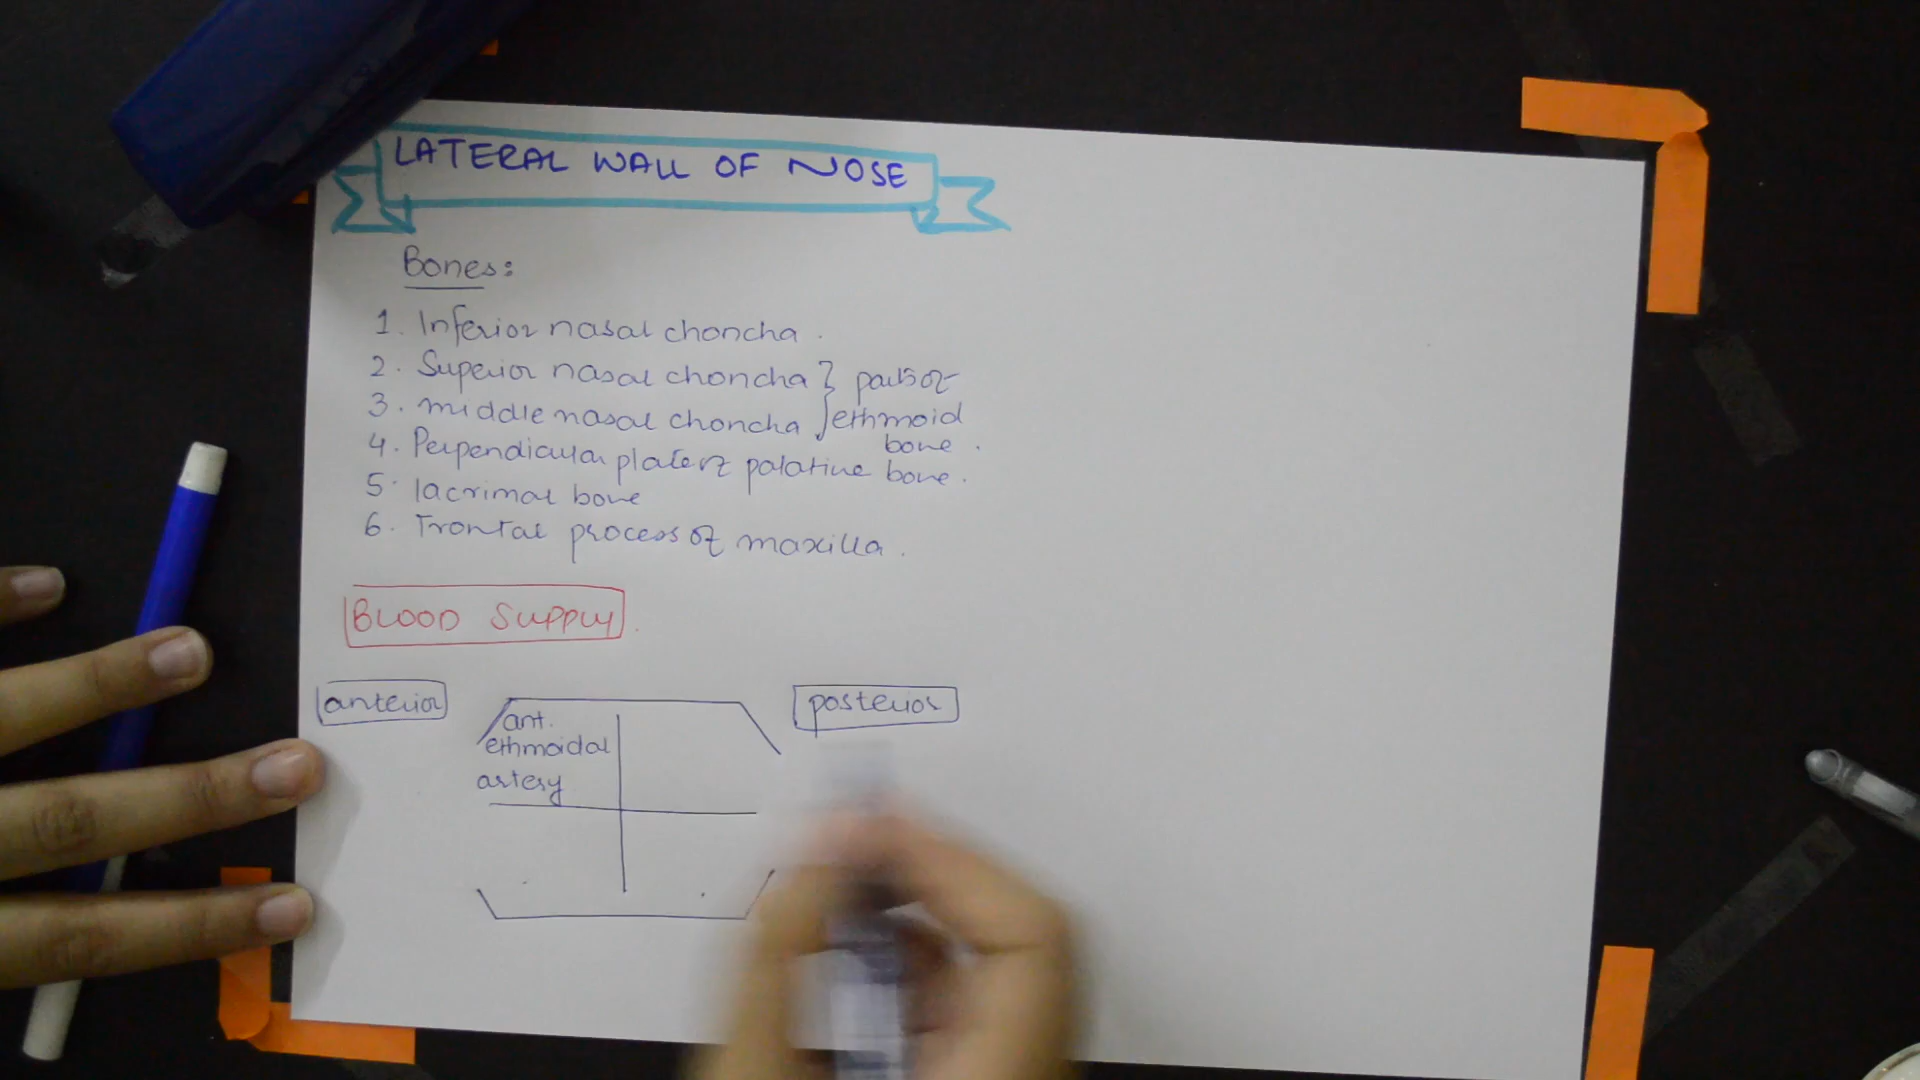 LATERAL WALL OF NOSE
Bones:
1. Inferior nasal choncha.
2. Superior nasal choncha } parts of
3. middle nasal choncha } ethmoid
bone.
4. Perpendicular plate of palatine bone.
5. lacrimal bone
6. Frontal process of maxilla.
BLOOD SUPPLY
anterior
posterior
ant.
ethmoidal
artery